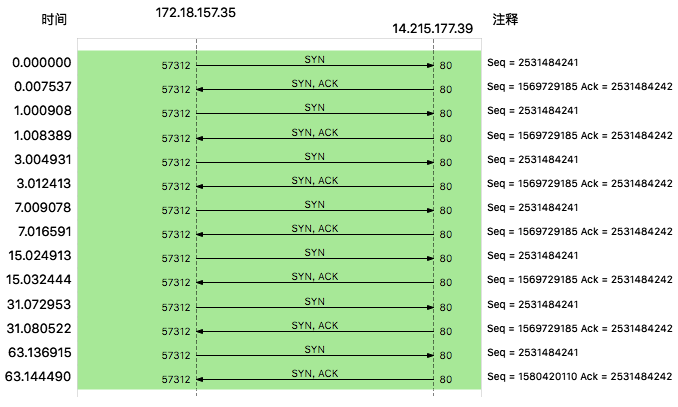 时间 172.18.157.35 14.215.177.39 注释
0.000000 57312 SYN 80 Seq = 2531484241
0.007537 57312 SYN, ACK 80 Seq = 1569729185 Ack = 2531484242
1.000908 57312 SYN 80 Seq = 2531484241
1.008389 57312 SYN, ACK 80 Seq = 1569729185 Ack = 2531484242
3.004931 57312 SYN 80 Seq = 2531484241
3.012413 57312 SYN, ACK 80 Seq = 1569729185 Ack = 2531484242
7.009078 57312 SYN 80 Seq = 2531484241
7.016591 57312 SYN, ACK 80 Seq = 1569729185 Ack = 2531484242
15.024913 57312 SYN 80 Seq = 2531484241
15.032444 57312 SYN, ACK 80 Seq = 1569729185 Ack = 2531484242
31.072953 57312 SYN 80 Seq = 2531484241
31.080522 57312 SYN, ACK 80 Seq = 1569729185 Ack = 2531484242
63.136915 57312 SYN 80 Seq = 2531484241
63.144490 57312 SYN, ACK 80 Seq = 1580420110 Ack = 2531484242